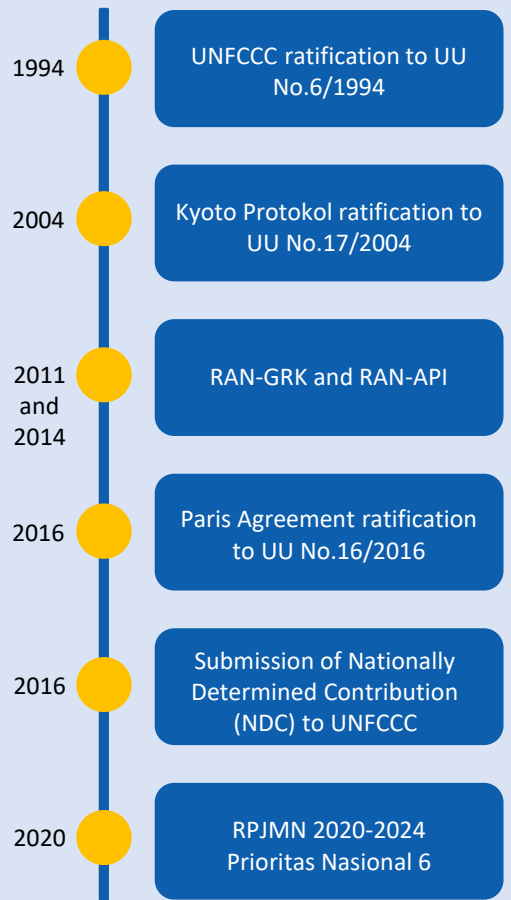 1994
UNFCCC ratification to UU
No.6/1994
2004
Kyoto Protokol ratification to
UU No.17/2004
2011
and
2014
RAN-GRK and RAN-API
2016
Paris Agreement ratification
to UU No.16/2016
2016
Submission of Nationally
Determined Contribution
(NDC) to UNFCCC
2020
RPJMN 2020-2024
Prioritas Nasional 6